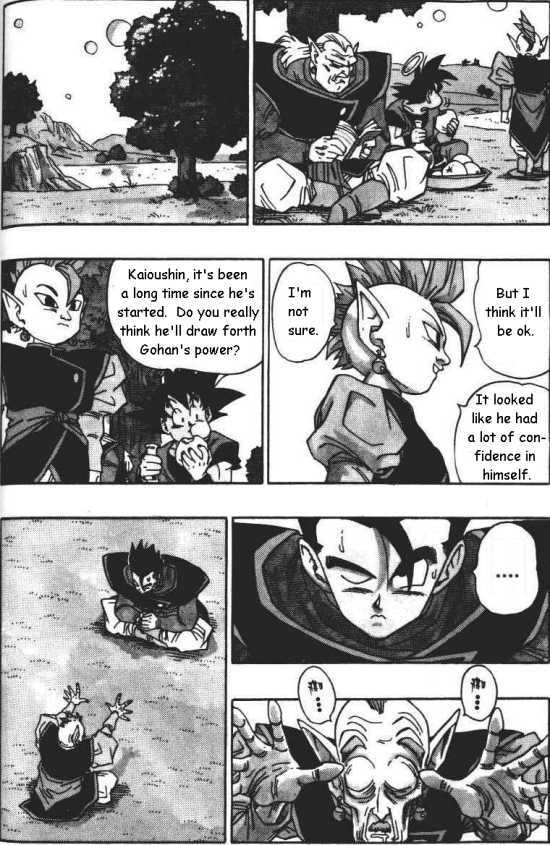 Kaioushin, it's been
a long time since he's
started. Do you really
think he'll draw forth
Gohan's power?
I'm
not
sure.
But I
think it'll
be ok.
It looked
like he had
a lot of con-
fidence in
himself.
....